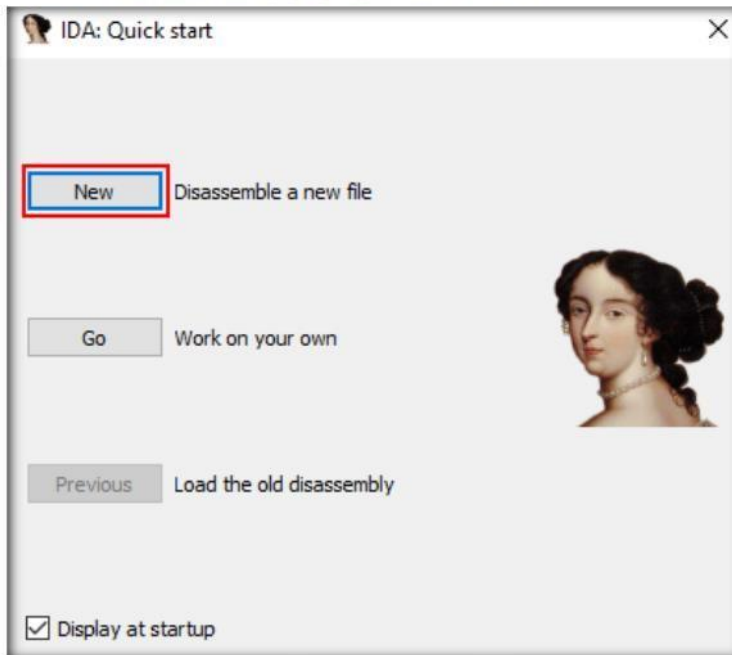 IDA: Quick start
New Disassemble a new file
Go Work on your own
Previous Load the old disassembly
Display at startup